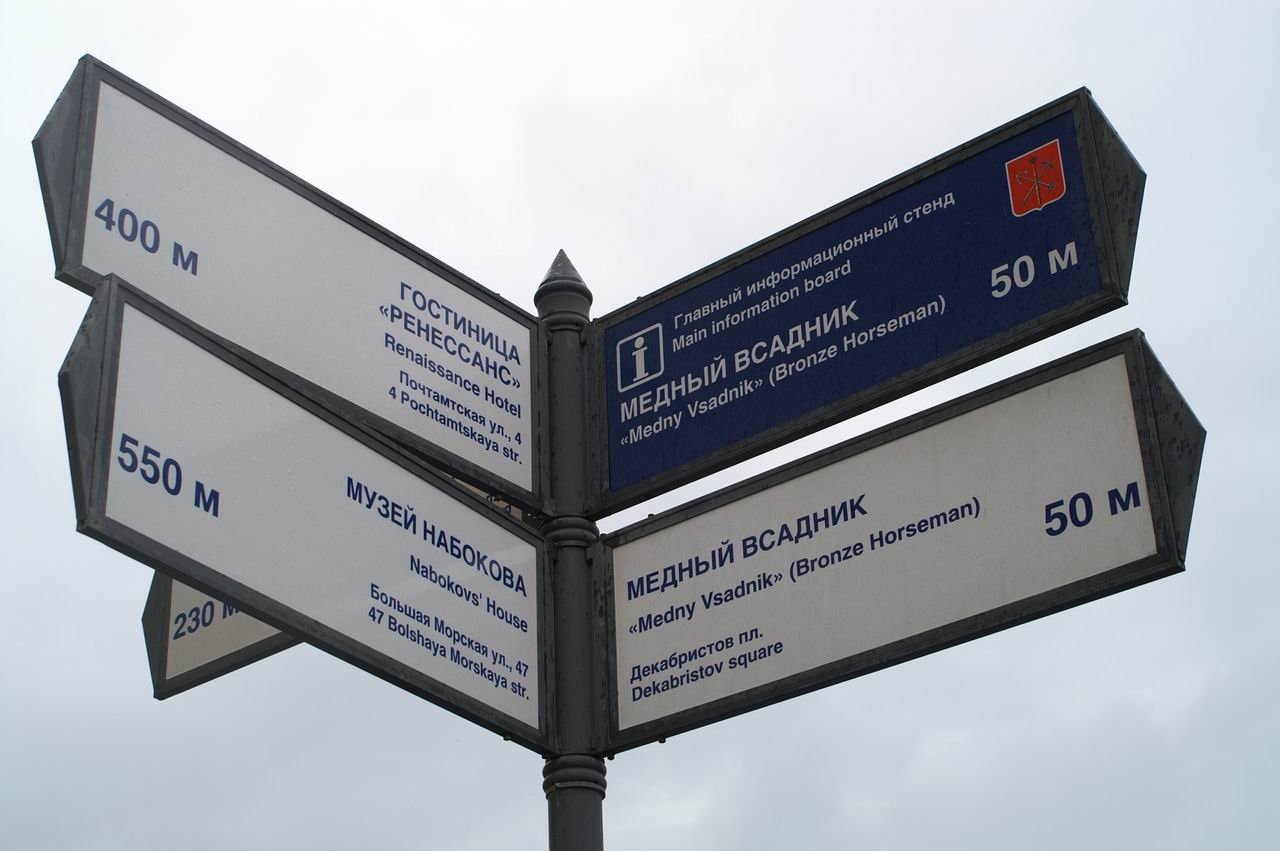 400 м
ГОСТИНИЦА
«РЕНЕССАНС»
Renaissance Hotel
Почтамтская ул., 4
4 Pochtamtskaya str.
550 м
МУЗЕЙ НАБОКОВА
Nabokovs' House
Большая Морская ул., 47
47 Bolshaya Morskaya str.
230 м
i
Главный информационный стенд
Main information board
МЕДНЫЙ ВСАДНИК
«Medny Vsadnik» (Bronze Horseman)
50 м
МЕДНЫЙ ВСАДНИК
«Medny Vsadnik» (Bronze Horseman)
50 м
Декабристов пл.
Dekabristov square